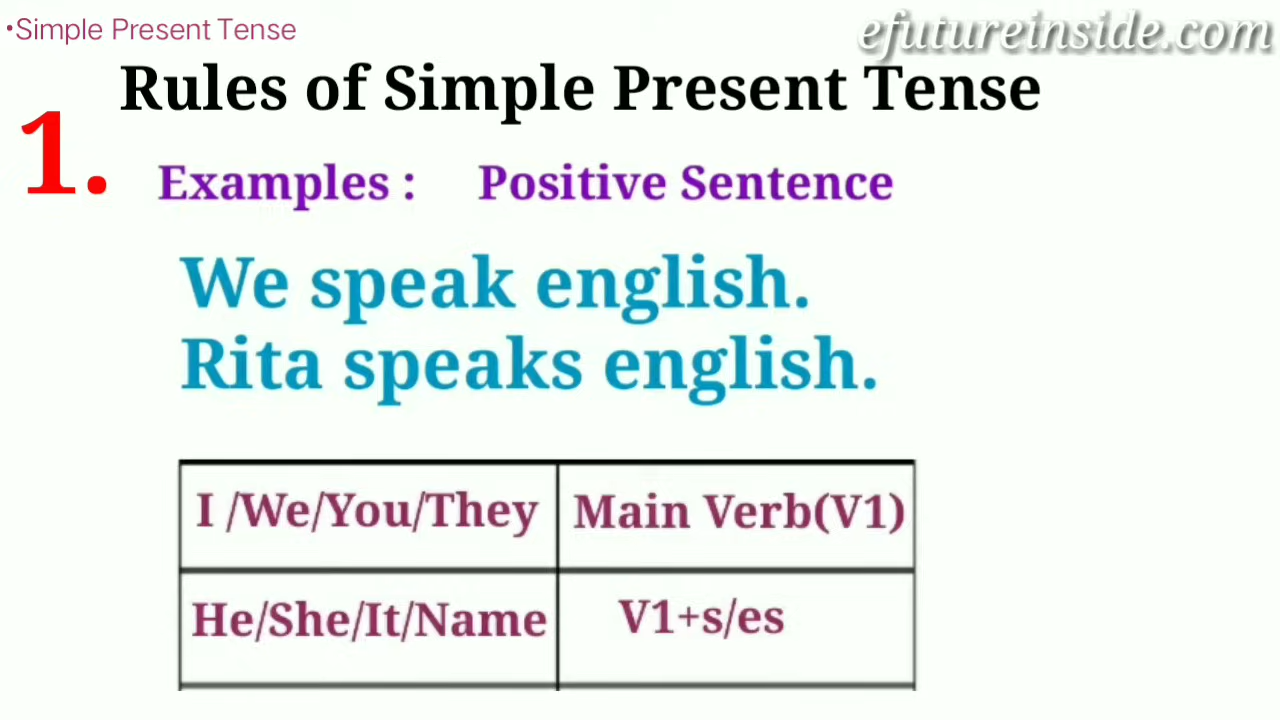 •Simple Present Tense
efutureinside.com
Rules of Simple Present Tense
1.
Examples : Positive Sentence
We speak english.
Rita speaks english.
I /We/You/They Main Verb(V1)
He/She/It/Name V1+s/es